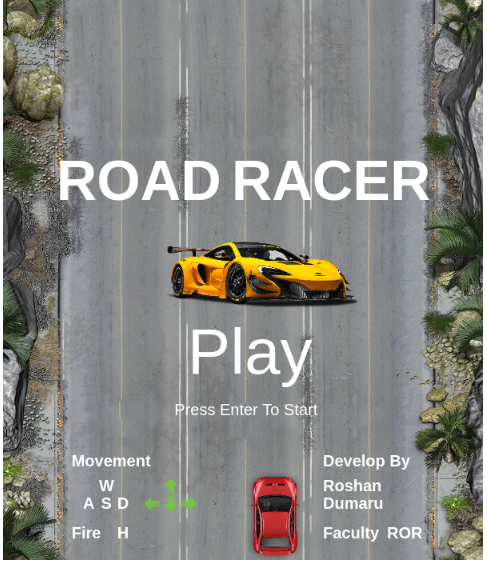 ROAD RACER
Play
Press Enter To Start
Movement
W
A S D
Fire H
Develop By
Roshan
Dumaru
Faculty ROR